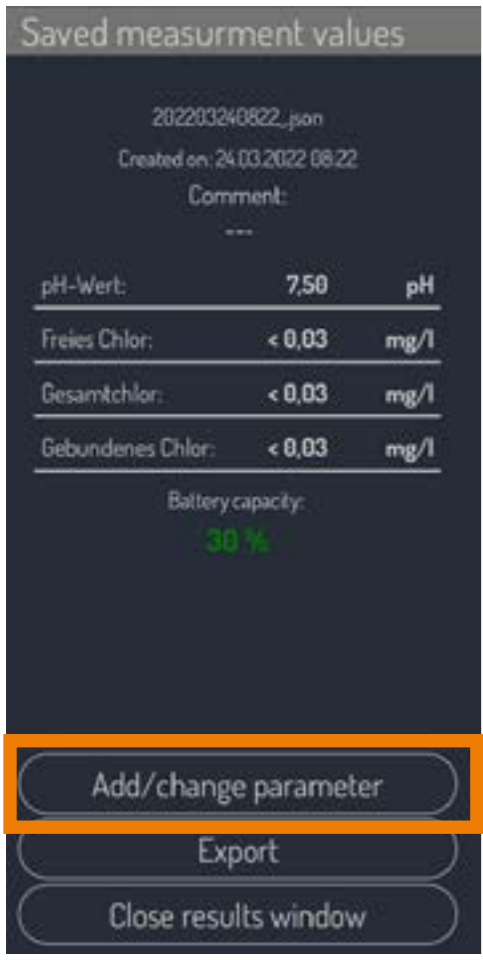 Saved measurment values
202203240822_.json
Created on: 24.03.2022 08:22
Comment:
---
pH-Wert: 7,50 pH
Freies Chlor: < 0,03 mg/l
Gesamtchlor: < 0,03 mg/l
Gebundenes Chlor: < 0,03 mg/l
Battery capacity:
30 %
Add/change parameter
Export
Close results window